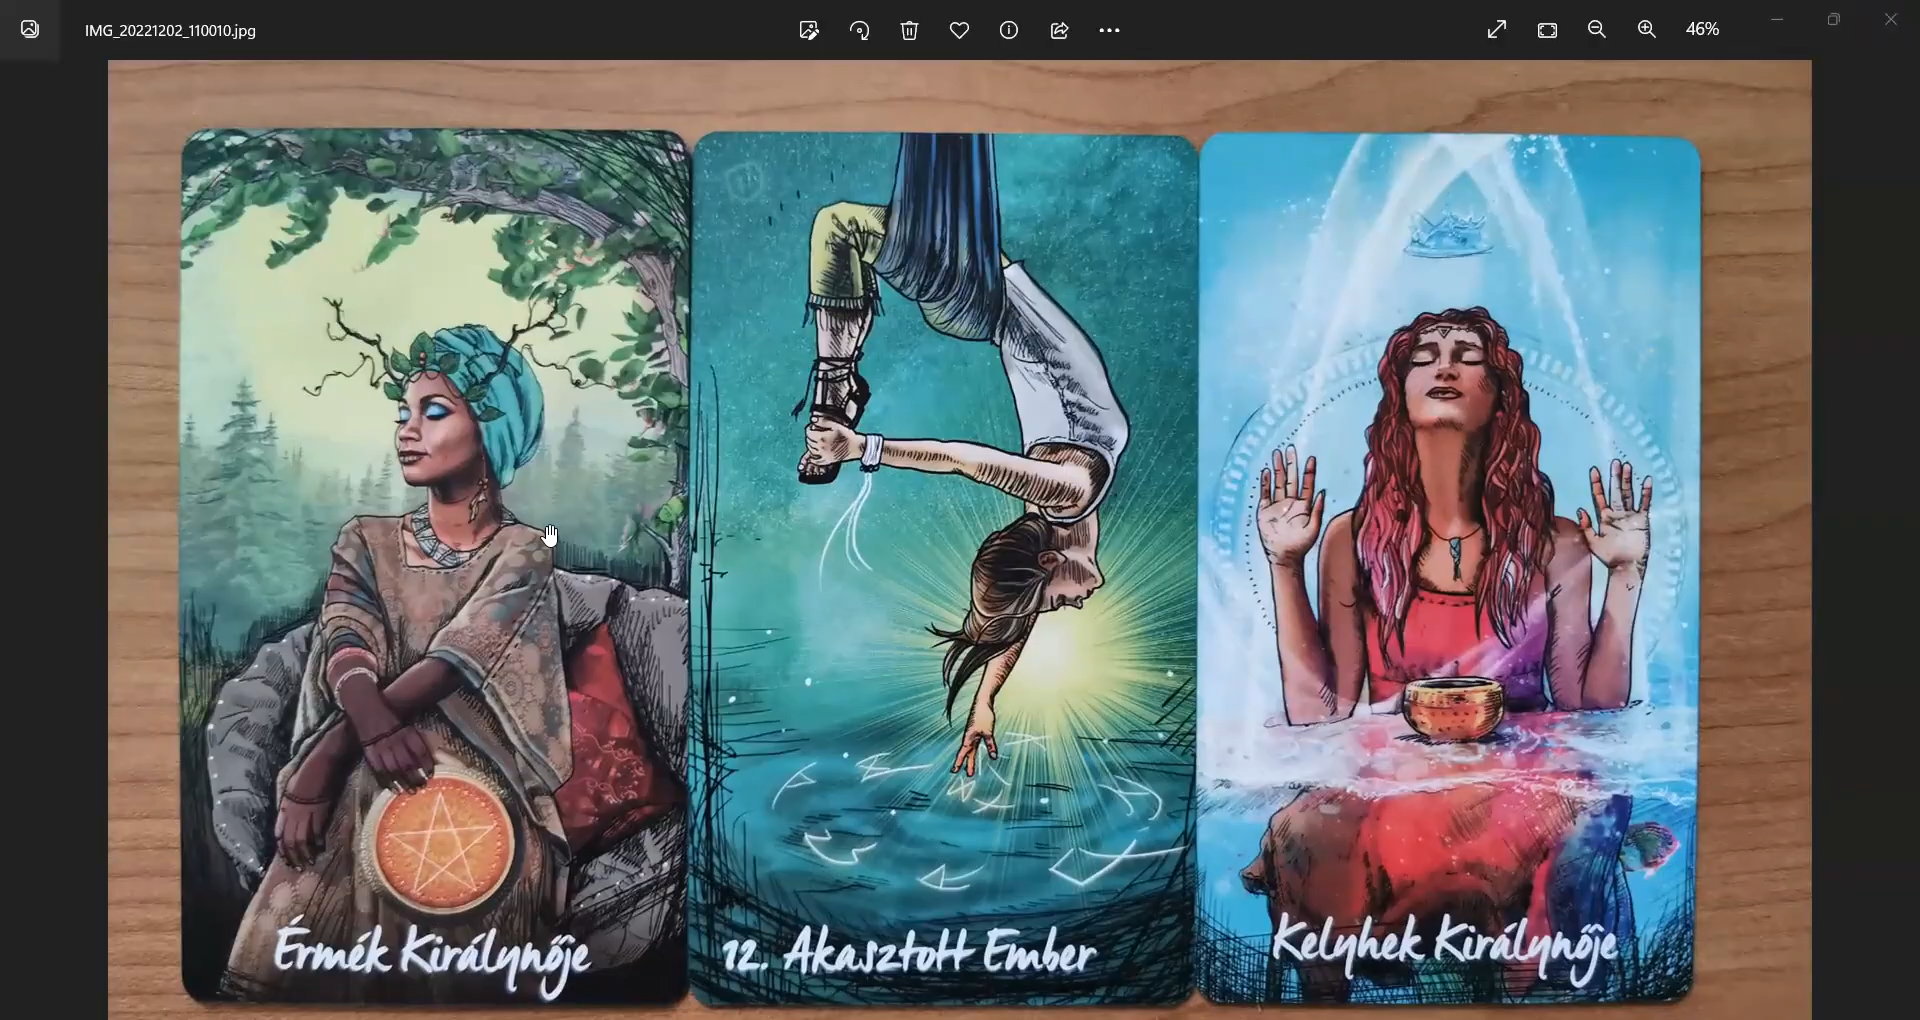 IMG_20221202_110010.jpg
46%
Érmék Királynője
12. Akasztott Ember
Kelyhek Királynője